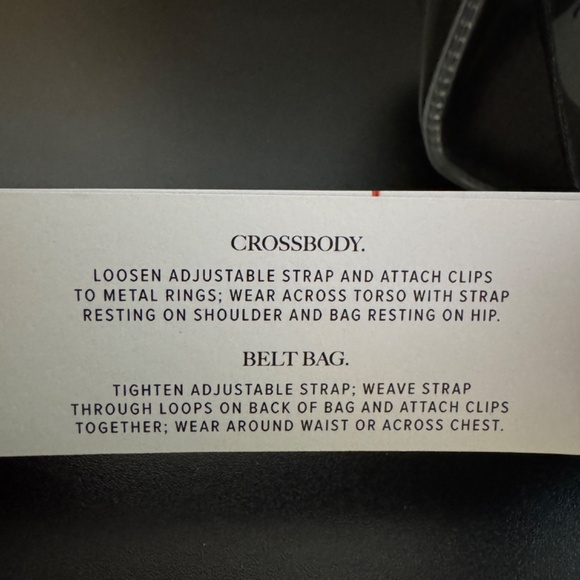 CROSSBODY.
LOOSEN ADJUSTABLE STRAP AND ATTACH CLIPS
TO METAL RINGS; WEAR ACROSS TORSO WITH STRAP
RESTING ON SHOULDER AND BAG RESTING ON HIP.
BELT BAG.
TIGHTEN ADJUSTABLE STRAP; WEAVE STRAP
THROUGH LOOPS ON BACK OF BAG AND ATTACH CLIPS
TOGETHER; WEAR AROUND WAIST OR ACROSS CHEST.